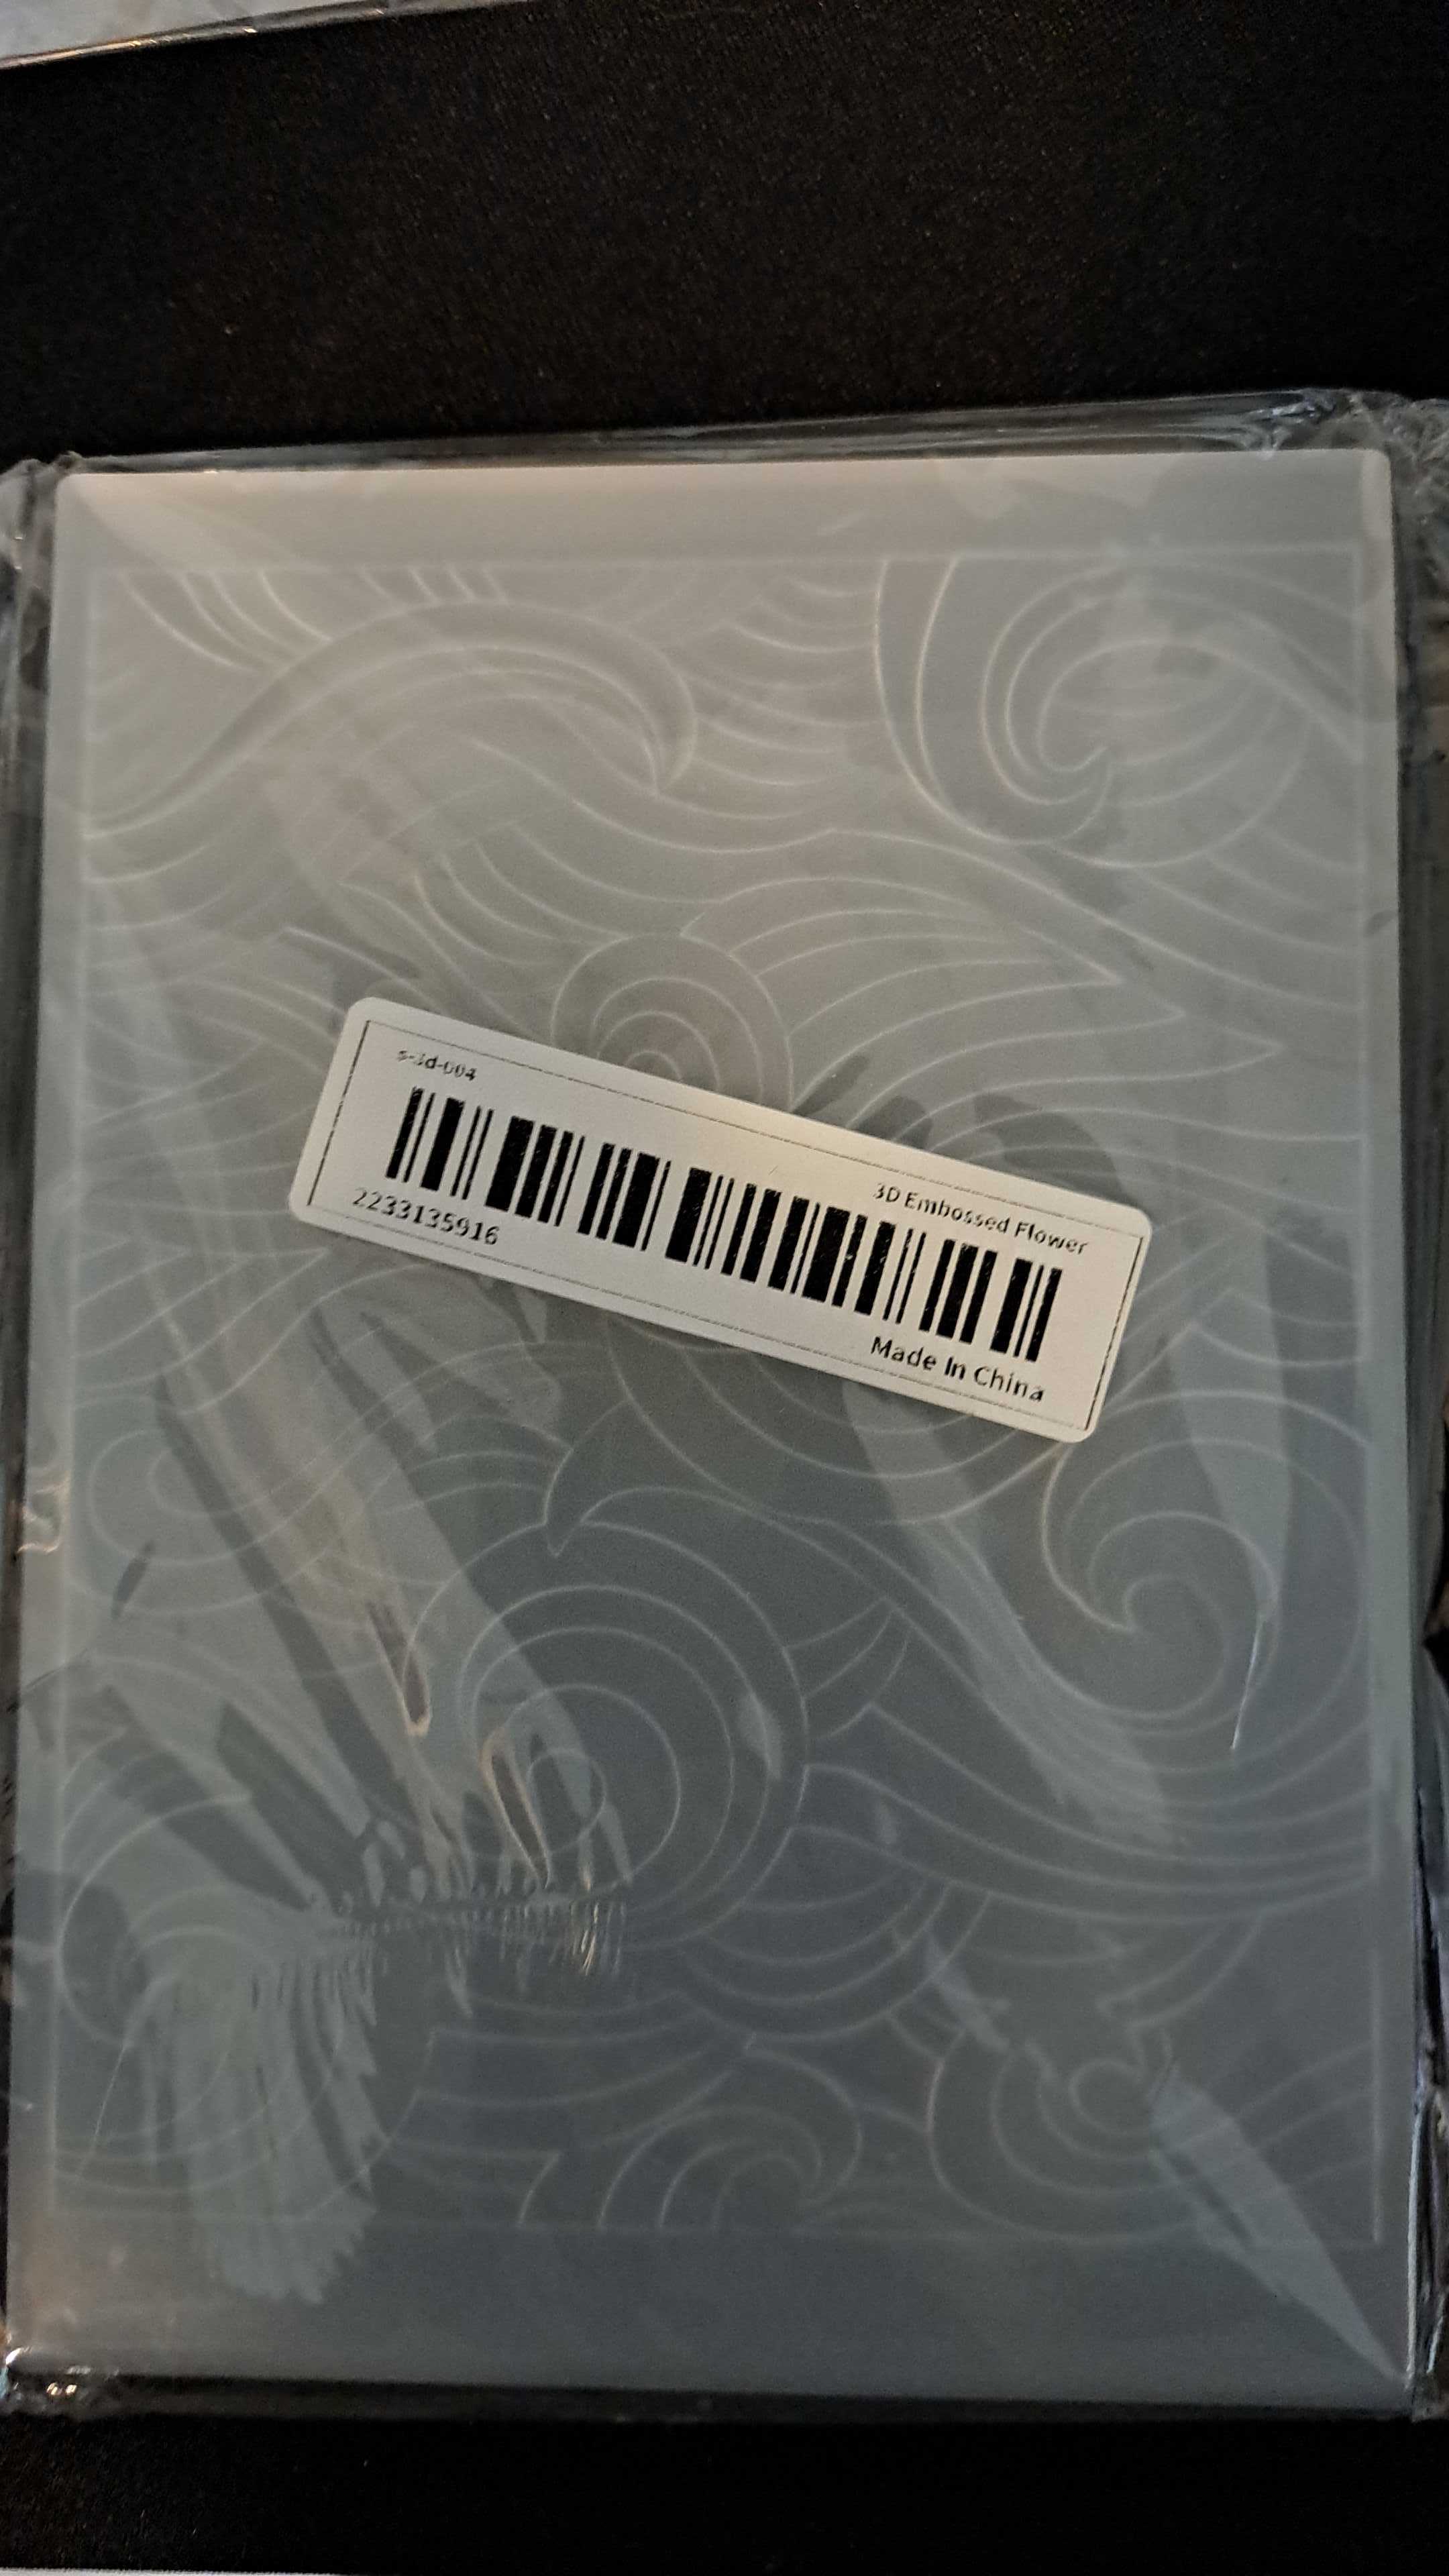 s-3d-004
3D Embossed Flower
2233135916
Made In China